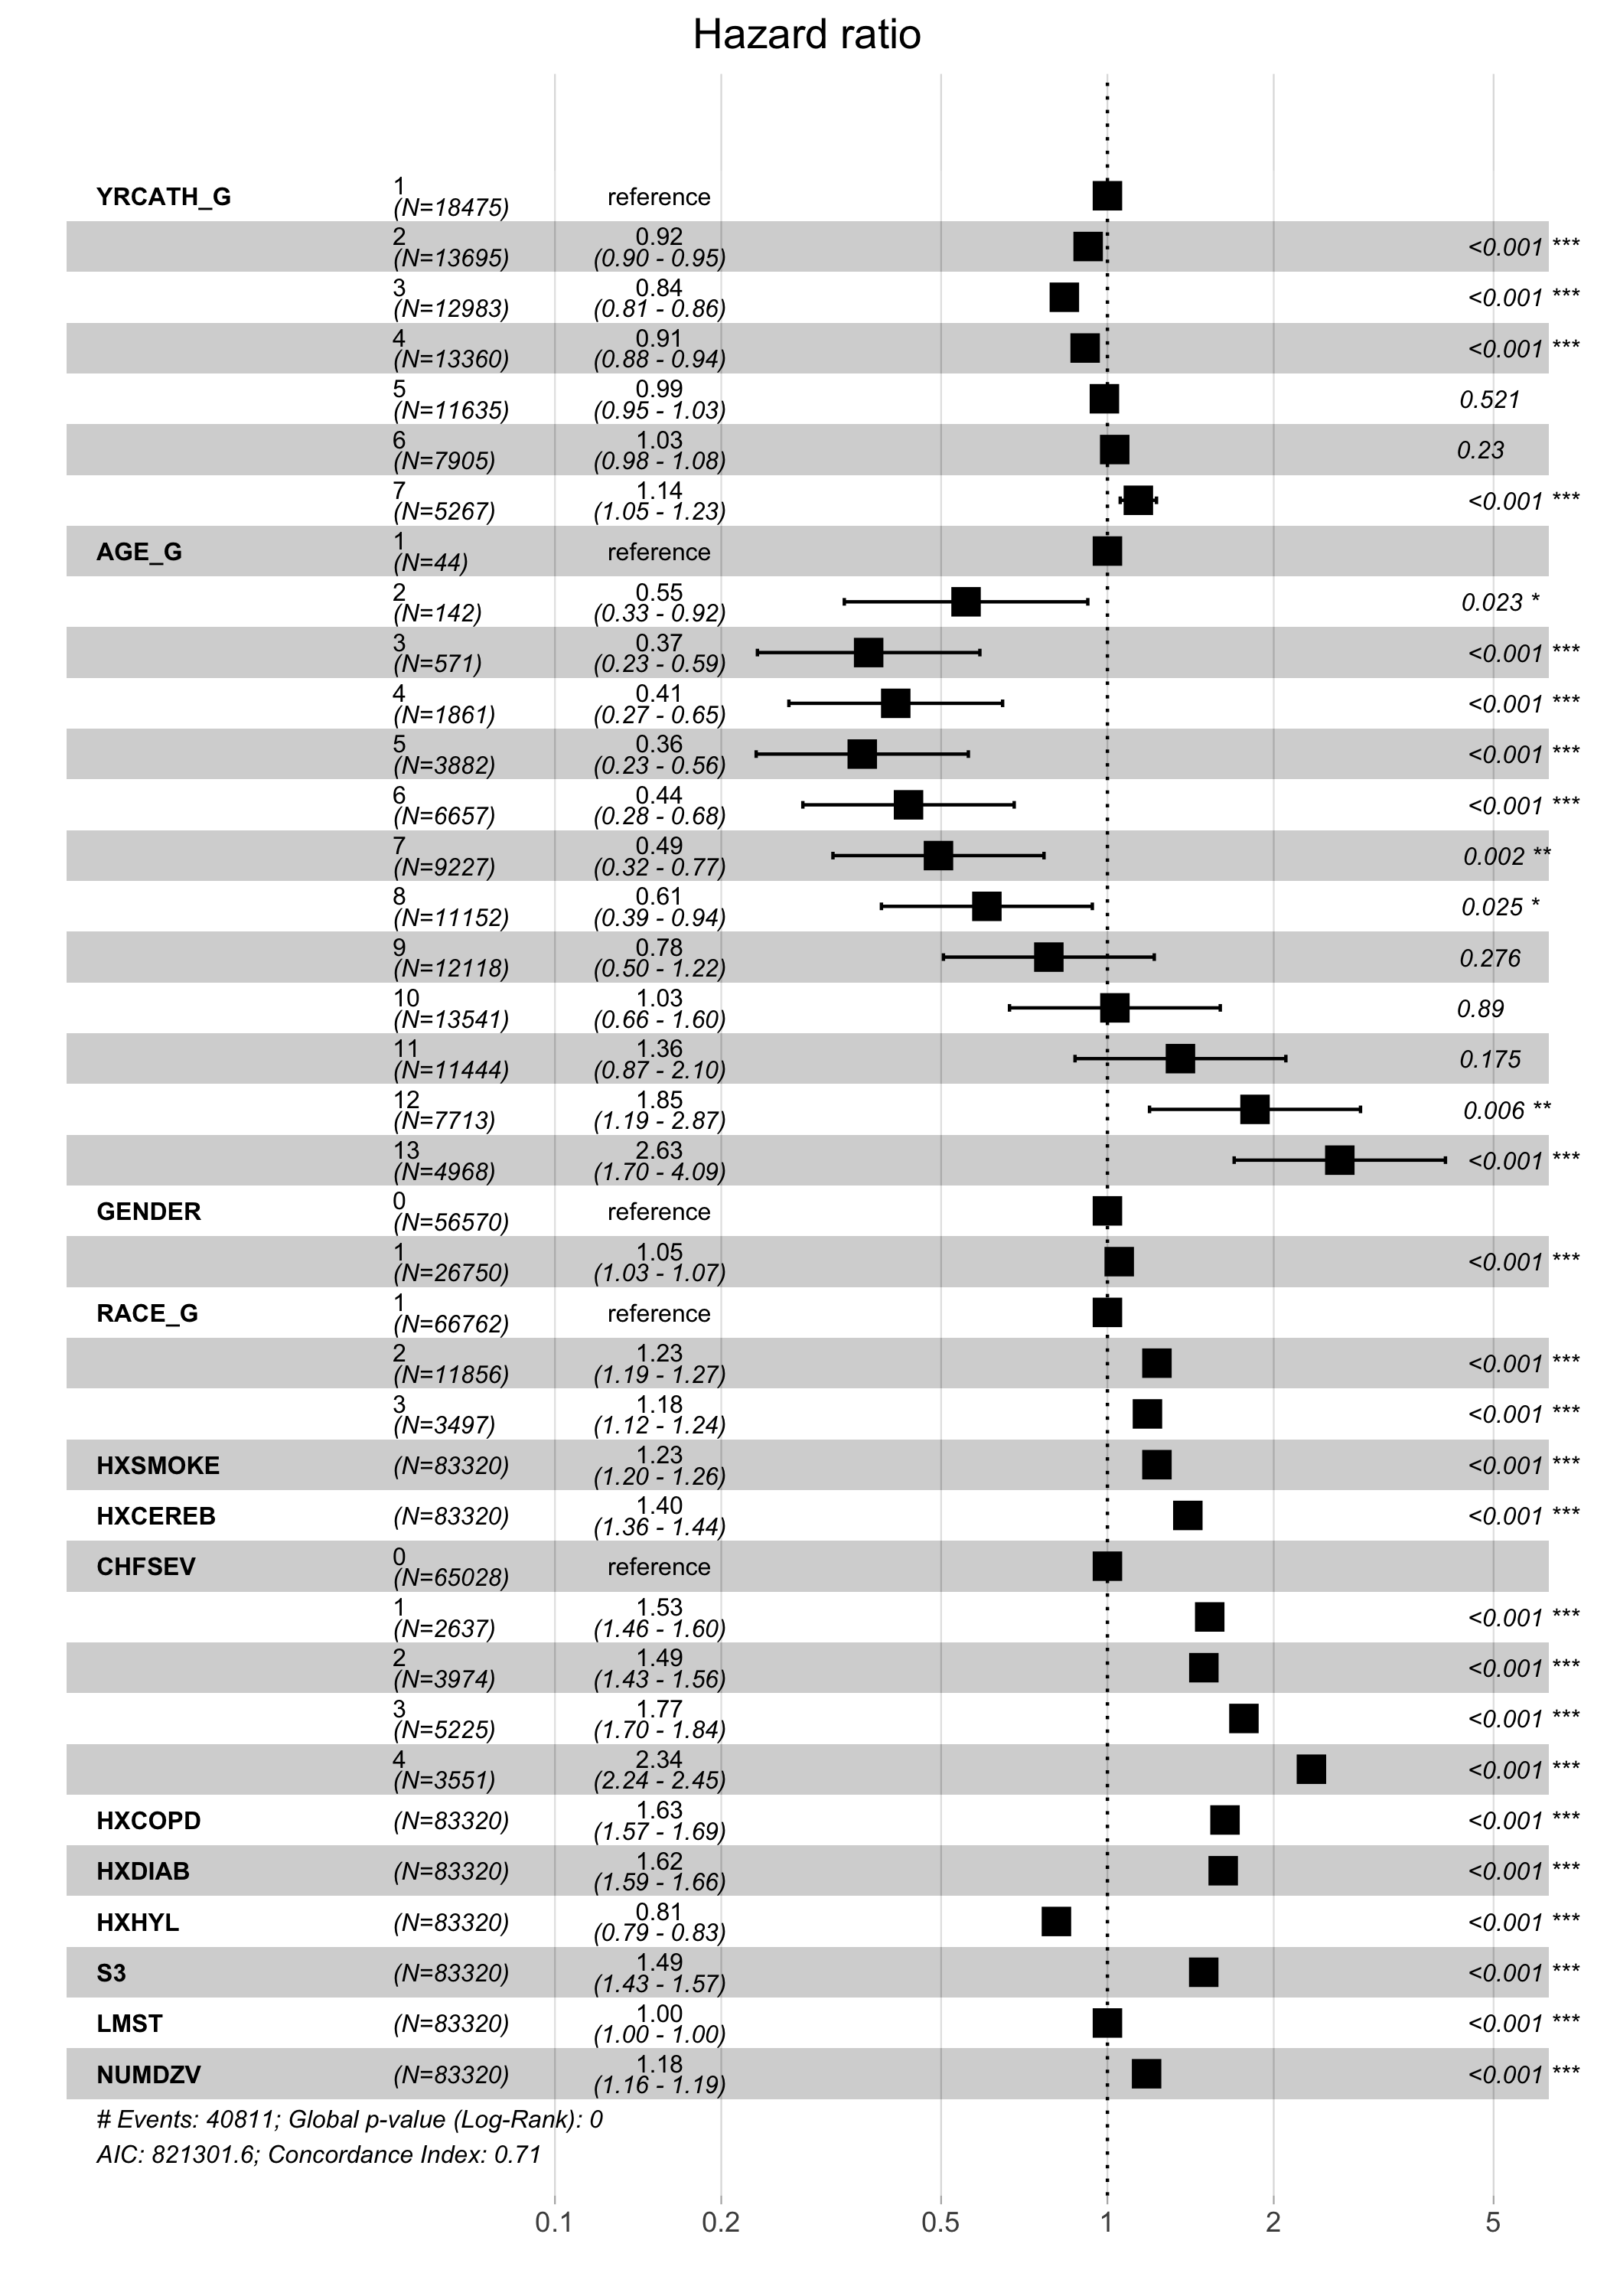 Hazard ratio
YRCATH_G 1 reference
(N=18475)
2 0.92 <0.001 ***
(N=13695) (0.90 - 0.95)
3 0.84 <0.001 ***
(N=12983) (0.81 - 0.86)
4 0.91 <0.001 ***
(N=13360) (0.88 - 0.94)
5 0.99 0.521
(N=11635) (0.95 - 1.03)
6 1.03 0.23
(N=7905) (0.98 - 1.08)
7 1.14 <0.001 ***
(N=5267) (1.05 - 1.23)
AGE_G 1 reference
(N=44)
2 0.55 0.023 *
(N=142) (0.33 - 0.92)
3 0.37 <0.001 ***
(N=571) (0.23 - 0.59)
4 0.41 <0.001 ***
(N=1861) (0.27 - 0.65)
5 0.36 <0.001 ***
(N=3882) (0.23 - 0.56)
6 0.44 <0.001 ***
(N=6657) (0.28 - 0.68)
7 0.49 0.002 **
(N=9227) (0.32 - 0.77)
8 0.61 0.025 *
(N=11152) (0.39 - 0.94)
9 0.78 0.276
(N=12118) (0.50 - 1.22)
10 1.03 0.89
(N=13541) (0.66 - 1.60)
11 1.36 0.175
(N=11444) (0.87 - 2.10)
12 1.85 0.006 **
(N=7713) (1.19 - 2.87)
13 2.63 <0.001 ***
(N=4968) (1.70 - 4.09)
GENDER 0 reference
(N=56570)
1 1.05 <0.001 ***
(N=26750) (1.03 - 1.07)
RACE_G 1 reference
(N=66762)
2 1.23 <0.001 ***
(N=11856) (1.19 - 1.27)
3 1.18 <0.001 ***
(N=3497) (1.12 - 1.24)
HXSMOKE (N=83320) 1.23 <0.001 ***
(1.20 - 1.26)
HXCEREB (N=83320) 1.40 <0.001 ***
(1.36 - 1.44)
CHFSEV 0 reference
(N=65028)
1 1.53 <0.001 ***
(N=2637) (1.46 - 1.60)
2 1.49 <0.001 ***
(N=3974) (1.43 - 1.56)
3 1.77 <0.001 ***
(N=5225) (1.70 - 1.84)
4 2.34 <0.001 ***
(N=3551) (2.24 - 2.45)
HXCOPD (N=83320) 1.63 <0.001 ***
(1.57 - 1.69)
HXDIAB (N=83320) 1.62 <0.001 ***
(1.59 - 1.66)
HXHYL (N=83320) 0.81 <0.001 ***
(0.79 - 0.83)
S3 (N=83320) 1.49 <0.001 ***
(1.43 - 1.57)
LMST (N=83320) 1.00 <0.001 ***
(1.00 - 1.00)
NUMDZV (N=83320) 1.18 <0.001 ***
(1.16 - 1.19)
# Events: 40811; Global p-value (Log-Rank): 0
AIC: 821301.6; Concordance Index: 0.71
0.1 0.2 0.5 1 2 5